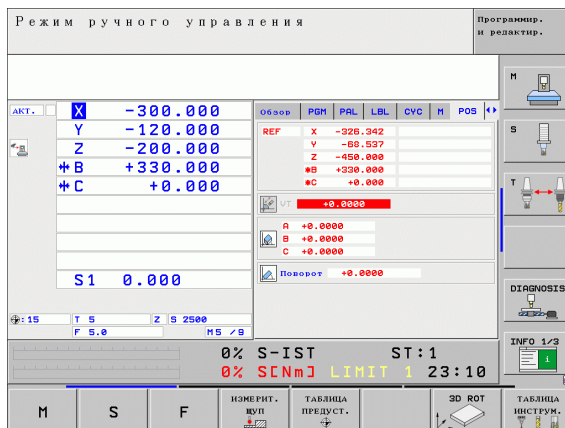 Режим ручного управления
Программир.
и редактир.
АКТ. X -300.000
Y -120.000
Z -200.000
B +330.000
C +0.000
S1 0.000
:15 T 5 Z S 2500
F 5.0 M5 /9
Обзор PGM PAL LBL CYC M POS
REF X -326.342
Y -68.537
Z -450.000
*B +330.000
*C +0.000
VT +0.0000
A +0.0000
B +0.0000
C +0.0000
Поворот +0.0000
0% S-IST ST:1
0% S[Nm] LIMIT 1 23:10
M
S
T
DIAGNOSIS
INFO 1/3
i
M
S
F
ИЗМЕРИТ.
ЩУП
ТАБЛИЦА
ПРЕДУСТ.
3D ROT
ТАБЛИЦА
ИНСТРУМ.